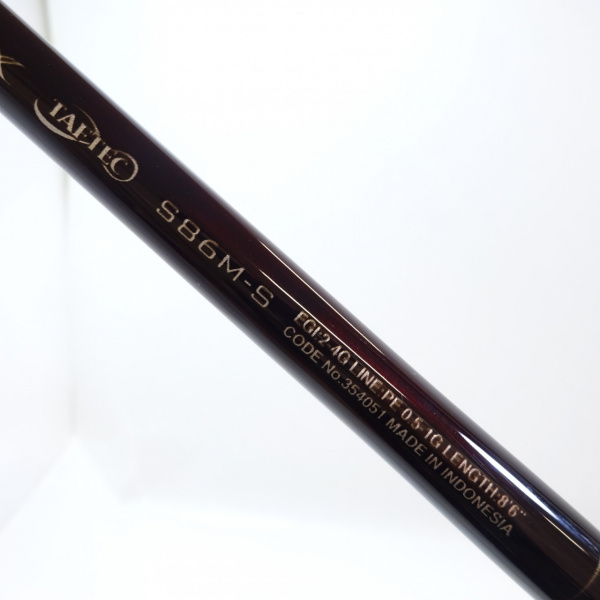 TAFTEC
S86M-S
EGI:2-4G LINE:PE 0.5-1G LENGTH:8'6"
CODE No.354051 MADE IN INDONESIA